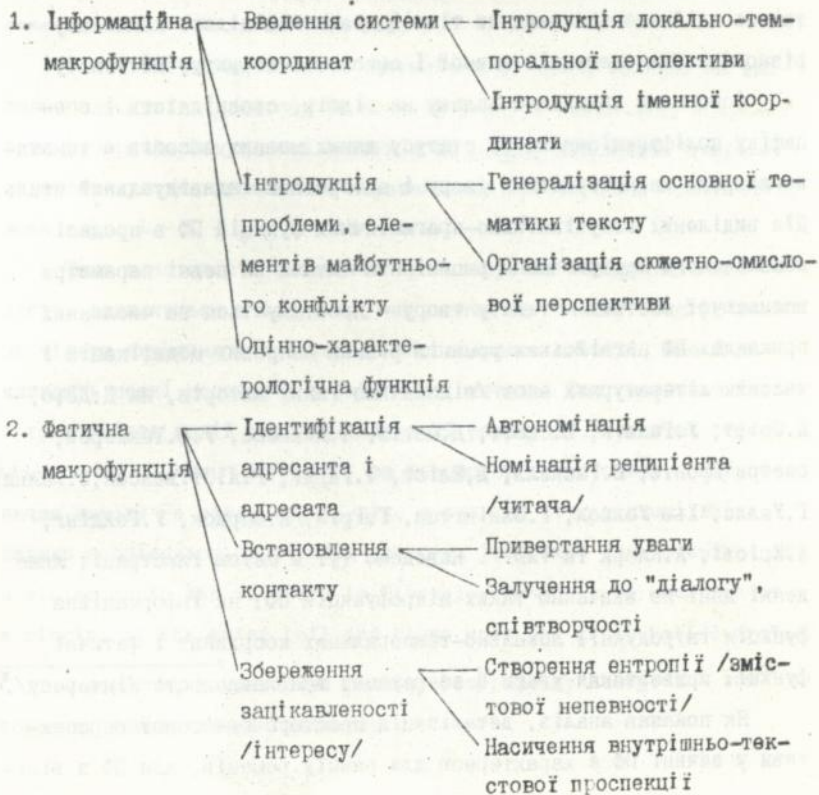 1. Інформаційна Введення системи Інтродукція локально-тем-
макрофункція координат поральної перспективи
Інтродукція іменної коор-
динати
Інтродукція Генералізація основної те-
проблеми, еле- матики тексту
ментів майбутньо- Організація сюжетно-смисло-
го конфлікту вої перспективи
Оцінно-характе-
рологічна функція
2. Фатична Ідентифікація Автономінація
макрофункція адресанта і Номінація реципієнта
адресата /читача/
Встановлення Привертання уваги
контакту Залучення до "діалогу",
співтворчості
Збереження Створення ентропії /зміс-
зацікавленості тової непевності/
/інтересу/ Насичення внутрішньо-тек-
стової проспекції